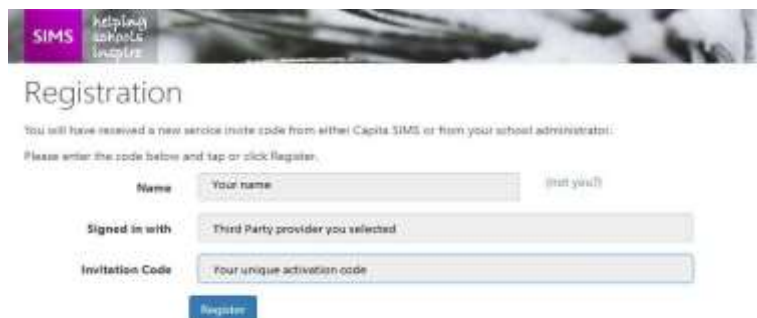 SIMS
helping
schools
inspire
Registration
You will have received a new service invite code from either Capita SIMS or from your school administrator.
Please enter the code below and tap or click Register.
Name Your name (not you?)
Signed in with Third Party provider you selected
Invitation Code Your unique activation code
Register